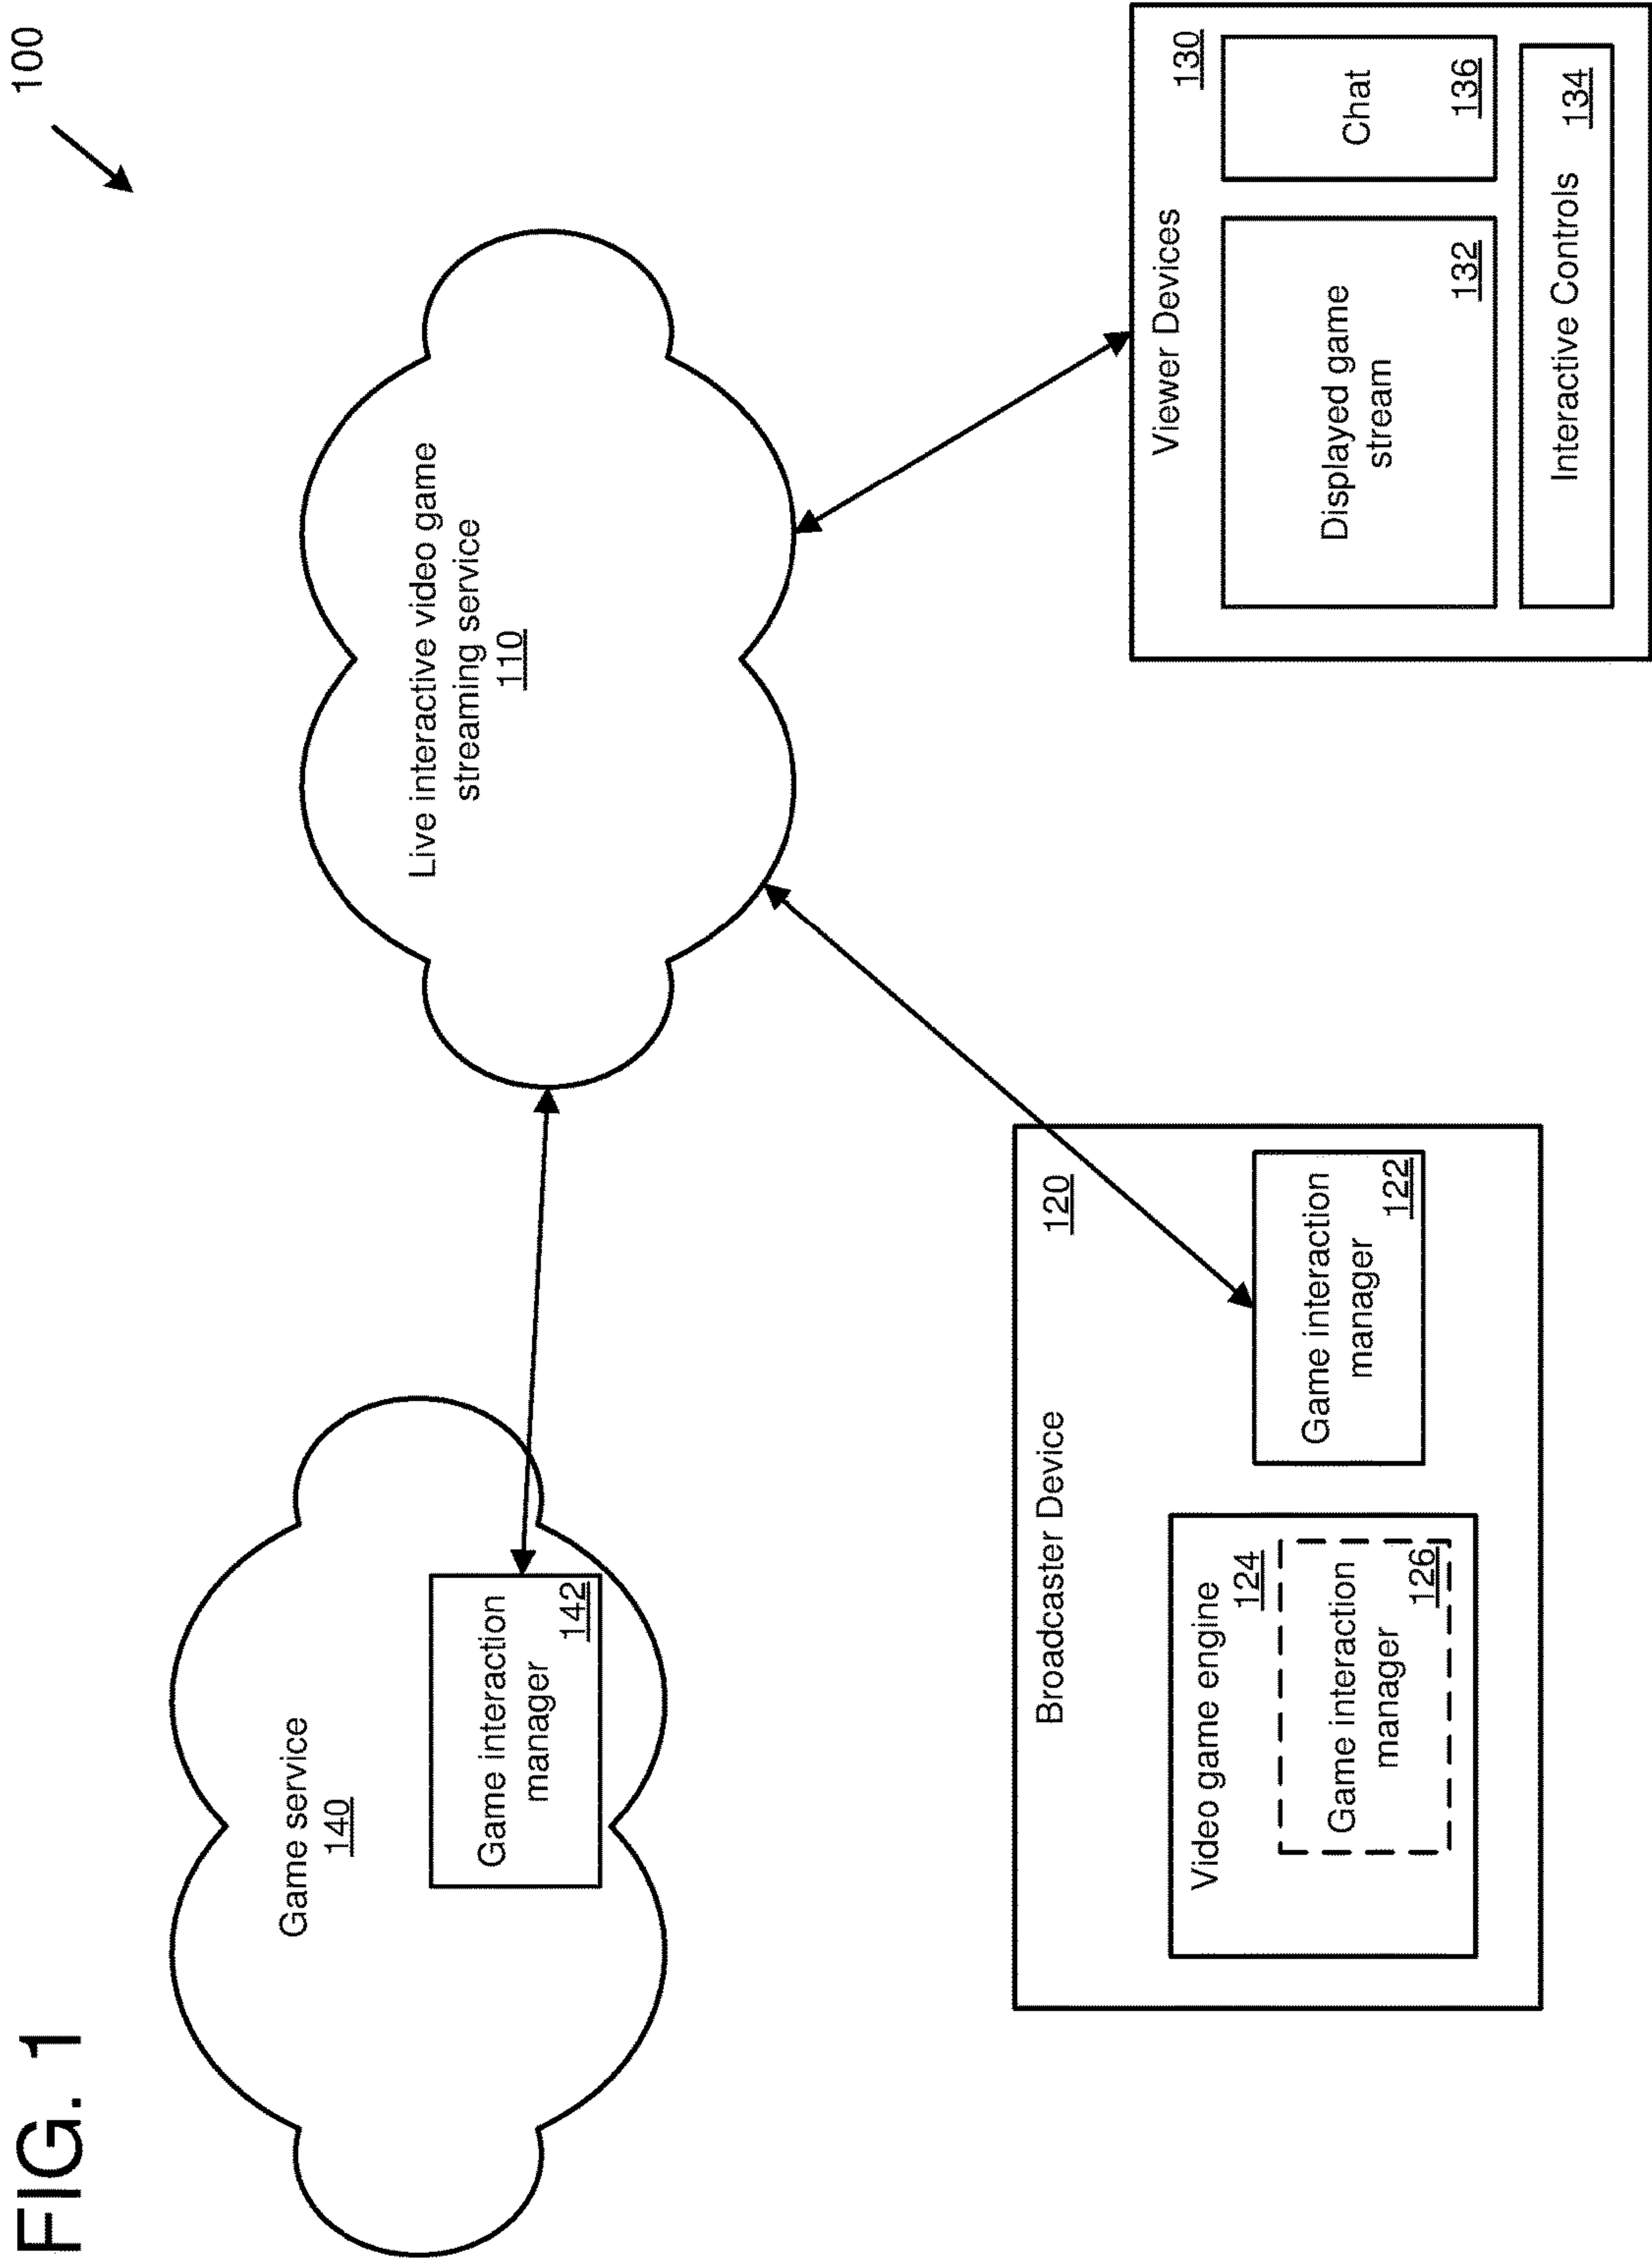 FIG. 1
100
Game service
140
Game interaction
manager
142
Live interactive video game
streaming service
110
Broadcaster Device
120
Video game engine
124
Game interaction
manager
126
Game interaction
manager
122
Viewer Devices
130
Displayed game
stream
132
Chat
136
Interactive Controls
134